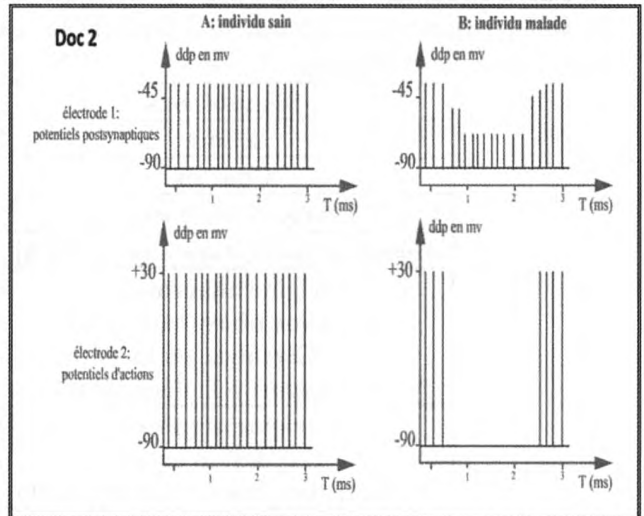 A: individu sain
B: individu malade
Doc 2
ddp en mv
ddp en mv
-45
-45
électrode 1:
potentiels postsynaptiques
-90
-90
1
2
3
1
2
3
T (ms)
T (ms)
ddp en mv
ddp en mv
+30
+30
électrode 2:
potentiels d'actions
-90
-90
1
2
3
1
2
3
T (ms)
T (ms)